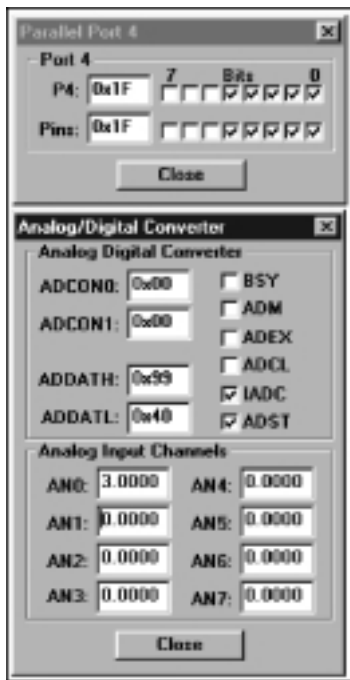 Parallel Port 4
Port 4
7 Bits 0
P4: 0x1F
Pins: 0x1F
Close
Analog/Digital Converter
Analog Digital Converter
ADCON0: 0x00
BSY
ADCON1: 0x00
ADM
ADEX
ADDATH: 0x99
ADCL
IADC
ADDATL: 0x40
ADST
Analog Input Channels
AN0: 3.0000 AN4: 0.0000
AN1: 0.0000 AN5: 0.0000
AN2: 0.0000 AN6: 0.0000
AN3: 0.0000 AN7: 0.0000
Close